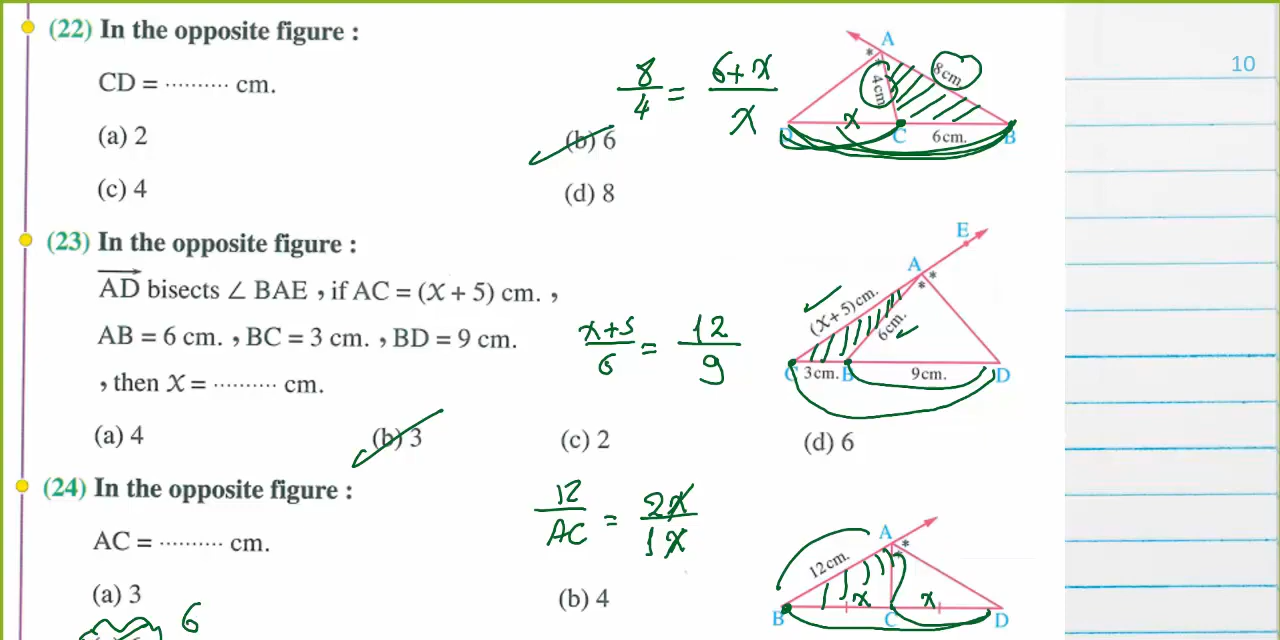 (22) In the opposite figure :
CD = ·········· cm.
(a) 2
(b) 6
(c) 4
(d) 8
8/4 = 6+x/x
A
4cm
8cm
x
D
C
6cm.
B
10
(23) In the opposite figure :
AD bisects ∠ BAE , if AC = (X + 5) cm. ,
AB = 6 cm. , BC = 3 cm. , BD = 9 cm.
, then X = ·········· cm.
(a) 4
(b) 3
(c) 2
(d) 6
x+5/6 = 12/9
E
A
(X+5)cm.
6cm.
C
3cm.
B
9cm.
D
(24) In the opposite figure :
AC = ·········· cm.
(a) 3
(b) 4
6
12/AC = 2x/1x
A
12cm.
x
x
B
C
D